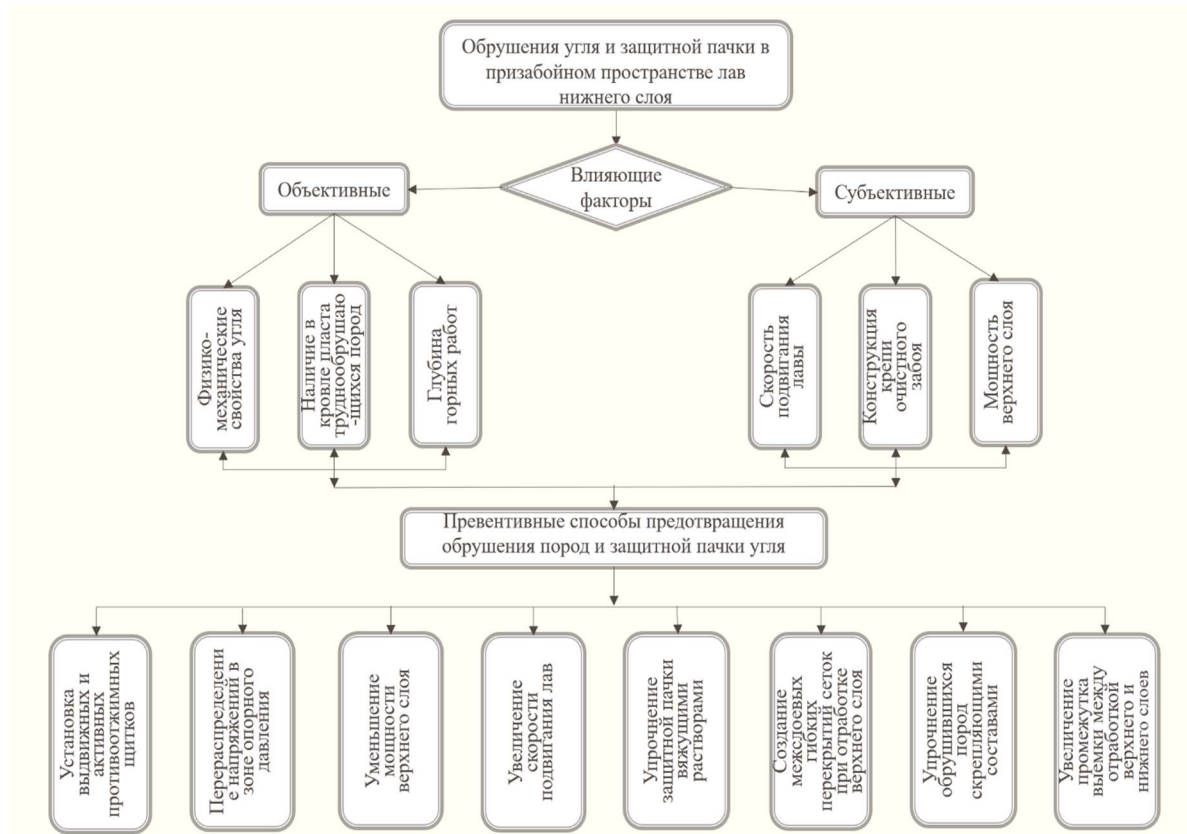 Обрушения угля и защитной пачки в
призабойном пространстве лав
нижнего слоя
Влияющие
факторы
Объективные
Субъективные
Физико-
механические
свойства угля
Наличие в
кровле пласта
труднообрушаю
-щихся пород
Глубина
горных работ
Скорость
подвигания
лавы
Конструкция
крепи
очистного
забоя
Мощность
верхнего слоя
Превентивные способы предотвращения
обрушения пород и защитной пачки угля
Установка
выдвижных и
активных
противоотжимных
щитков
Перераспределени
е напряжений в
зоне опорного
давления
Уменьшение
мощности
верхнего слоя
Увеличение
скорости
подвигания лав
Упрочнение
защитной пачки
вяжущими
растворами
Создание
межслоевых
гибких
перекрытий сеток
при отработке
верхнего слоя
Упрочнение
обрушившихся
пород
скрепляющими
составами
Увеличение
промежутка
выемки между
отработкой
верхнего и
нижнего слоев